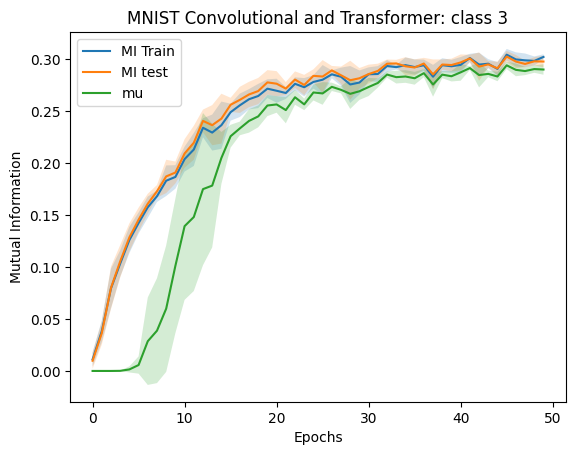 MNIST Convolutional and Transformer: class 3
MI Train
MI test
mu
Mutual Information
0.30
0.25
0.20
0.15
0.10
0.05
0.00
0
10
20
30
40
50
Epochs